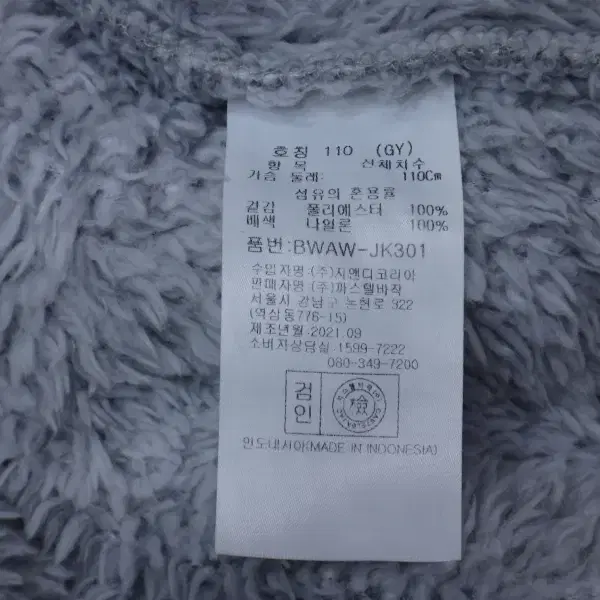 호칭 110 (GY)
항 목 신체치수
가슴 둘레: 110Cm
섬유의 혼용률
겉감 폴리에스터 100%
배색 나일론 100%
품번:BWAW-JK301
수입자명:(주)지앤디코리아
판매자명 (주)파스텔바작
서울시 강남구 논현로 322
(역삼동776-15)
제조년월:2021.09
소비자상담실 1599-7222
080-349-7200
검인
檢
인도네시아(MADE IN INDONESIA)